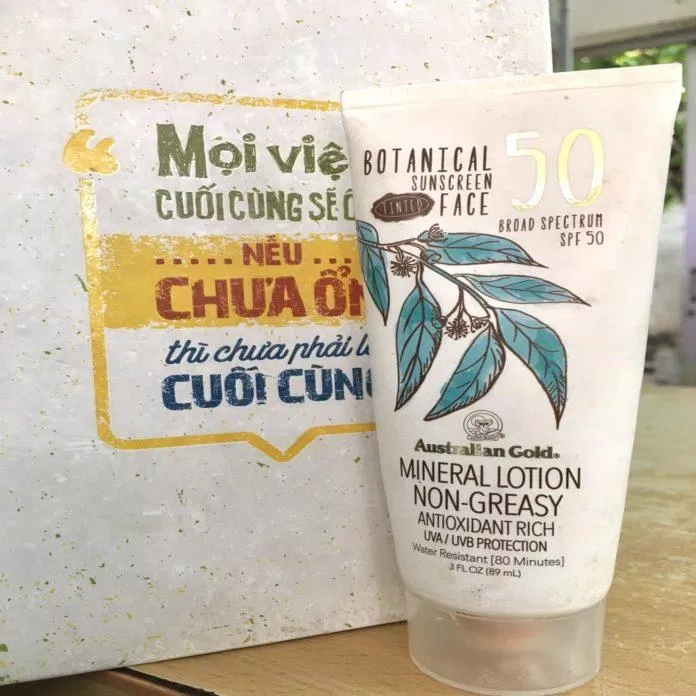 Mọi việ
CUỐI CÙNG SẼ
..... NẾU ...
CHƯA ỔN
thì chưa phải
CUỐI CÙNG
BOTANICAL
SUNSCREEN
TINTED FACE
50
BROAD SPECTRUM
SPF 50
Australian Gold®
MINERAL LOTION
NON-GREASY
ANTIOXIDANT RICH
UVA / UVB PROTECTION
Water Resistant [80 Minutes]
3 FL OZ (89 mL)